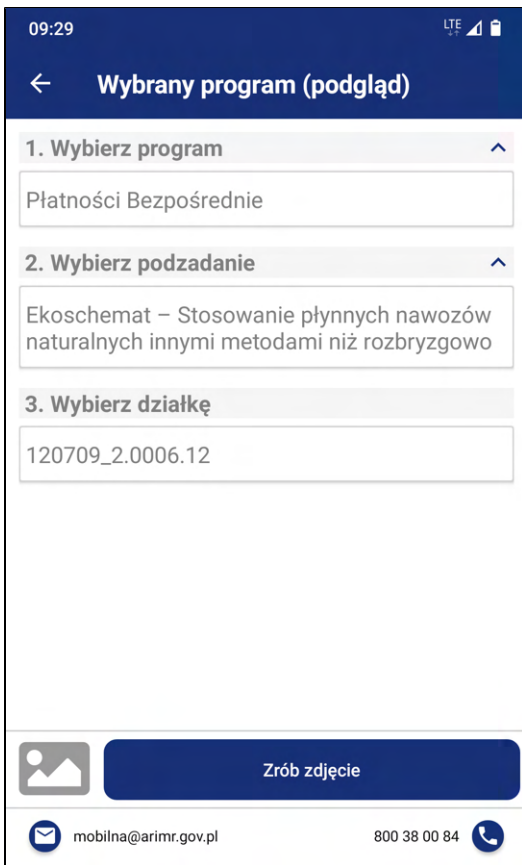 09:29
LTE
Wybrany program (podgląd)
1. Wybierz program
Płatności Bezpośrednie
2. Wybierz podzadanie
Ekoschemat – Stosowanie płynnych nawozów
naturalnych innymi metodami niż rozbryzgowo
3. Wybierz działkę
120709_2.0006.12
Zrób zdjęcie
mobilna@arimr.gov.pl
800 38 00 84